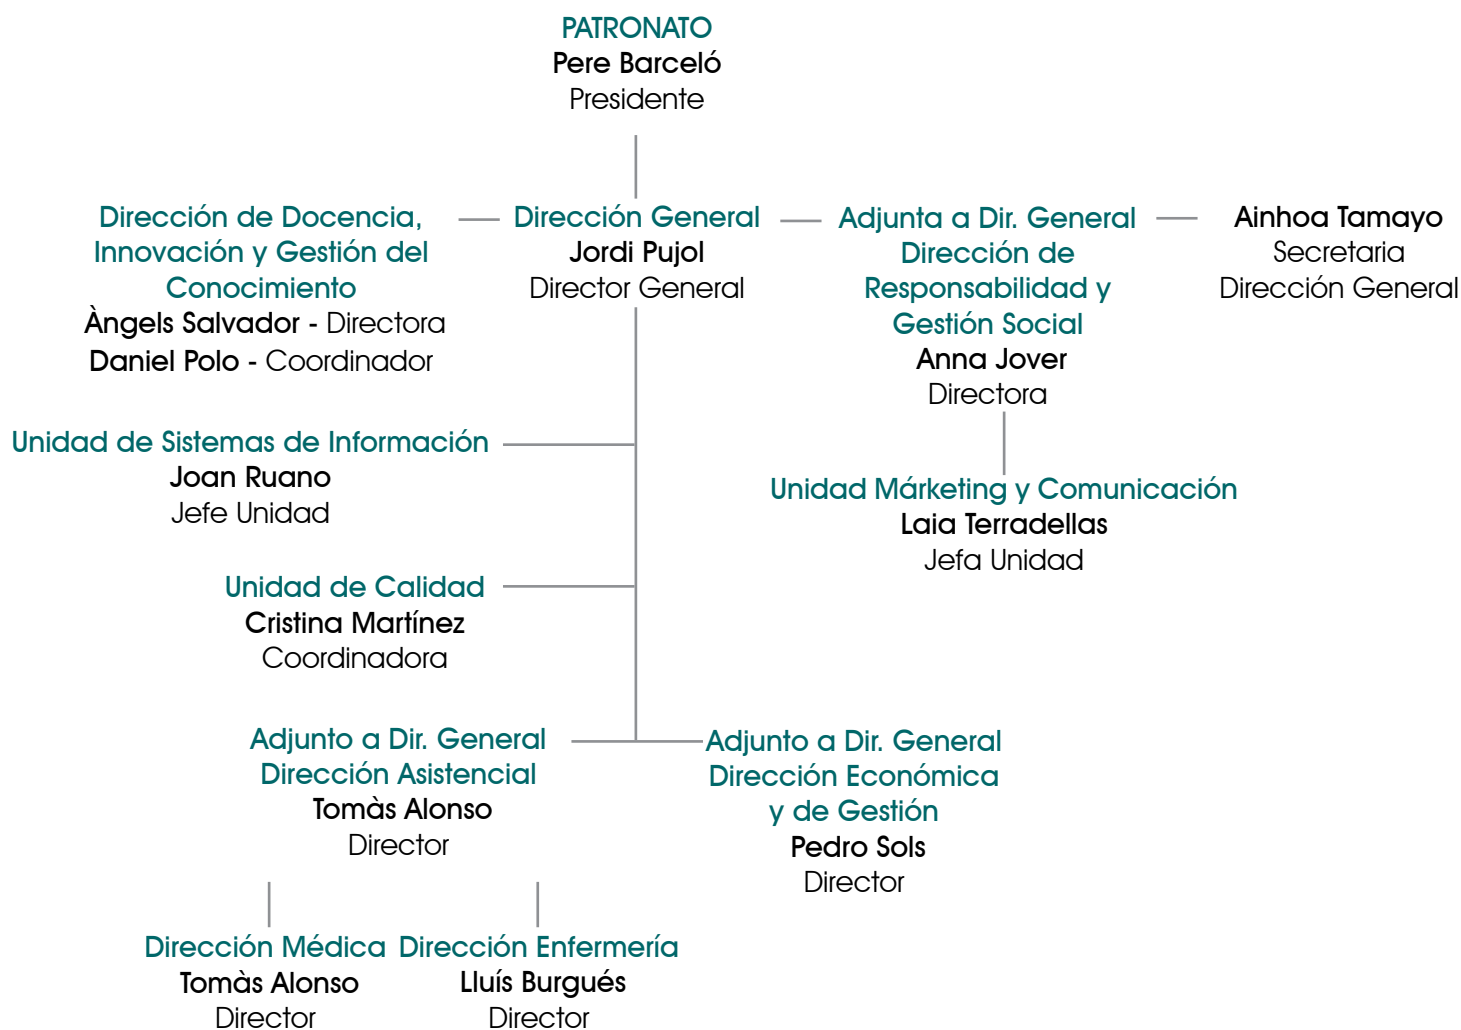 PATRONATO
Pere Barceló
Presidente
Dirección de Docencia,
Innovación y Gestión del
Conocimiento
Àngels Salvador - Directora
Daniel Polo - Coordinador
Dirección General
Jordi Pujol
Director General
Adjunta a Dir. General
Dirección de
Responsabilidad y
Gestión Social
Anna Jover
Directora
Ainhoa Tamayo
Secretaria
Dirección General
Unidad de Sistemas de Información
Joan Ruano
Jefe Unidad
Unidad Márketing y Comunicación
Laia Terradellas
Jefa Unidad
Unidad de Calidad
Cristina Martínez
Coordinadora
Adjunto a Dir. General
Dirección Asistencial
Tomàs Alonso
Director
Adjunto a Dir. General
Dirección Económica
y de Gestión
Pedro Sols
Director
Dirección Médica
Tomàs Alonso
Director
Dirección Enfermería
Lluís Burgués
Director